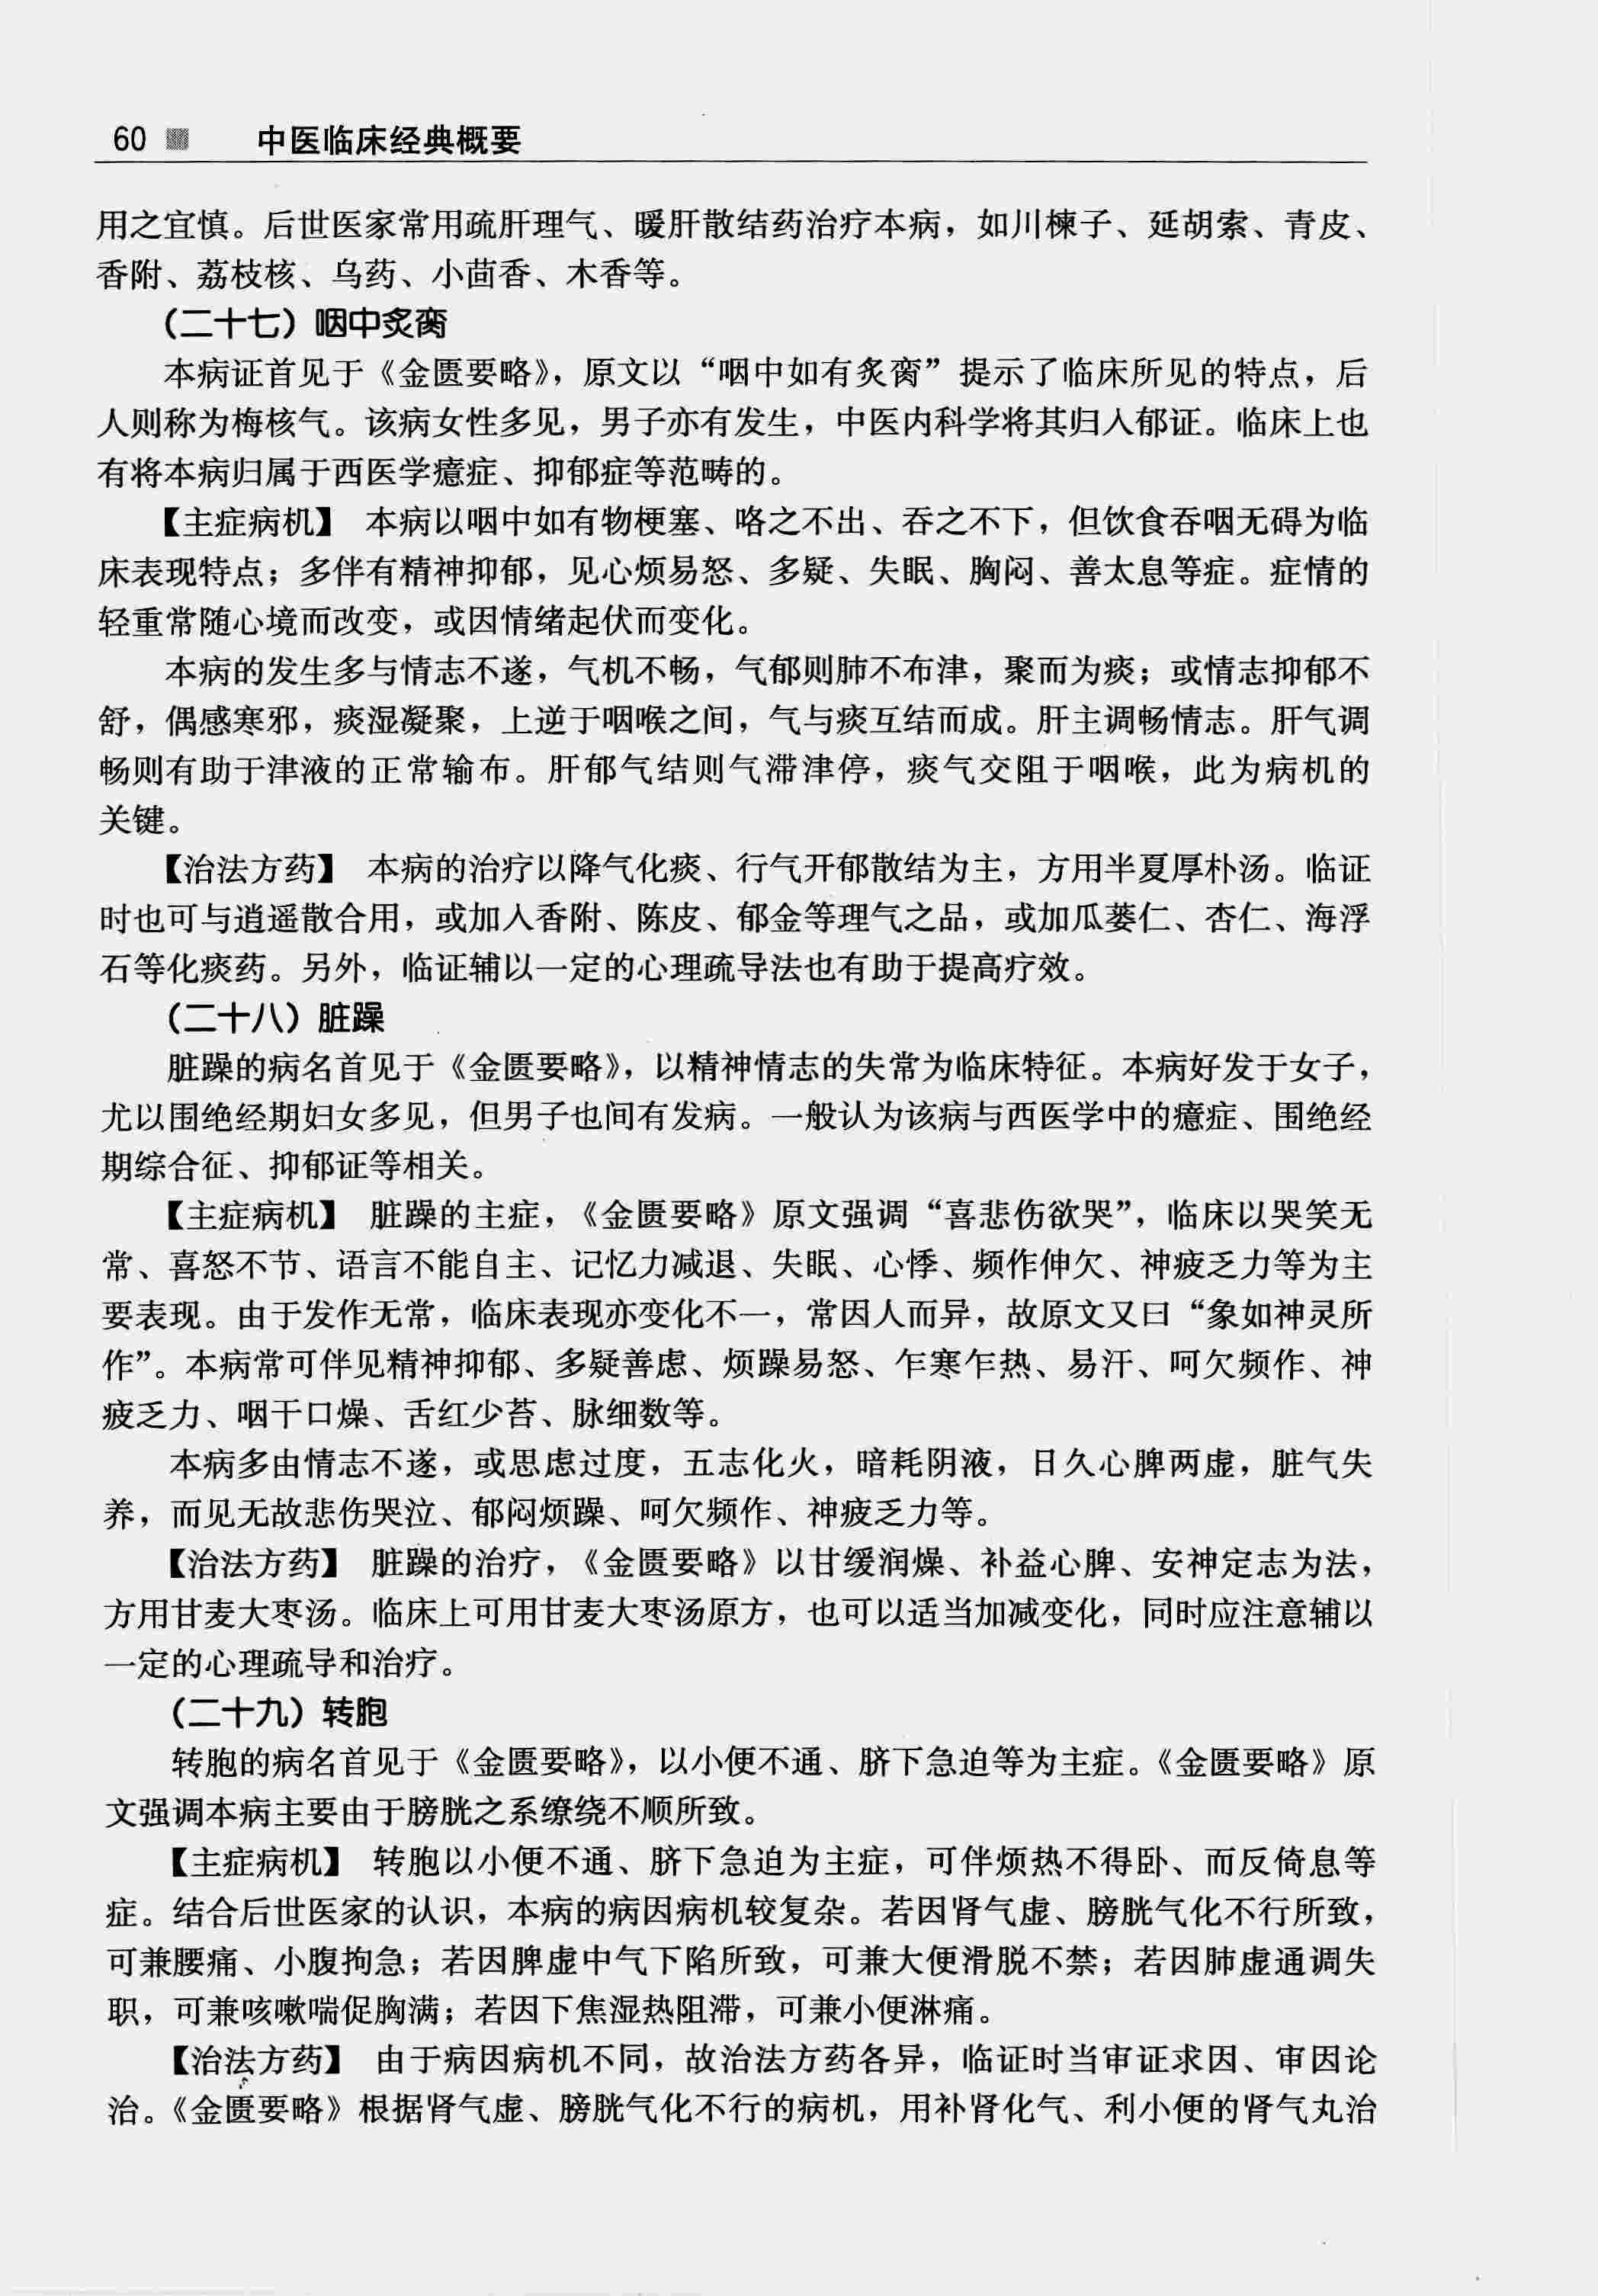 60 中医临床经典概要
用之宜慎。后世医家常用疏肝理气、暖肝散结药治疗本病，如川楝子、延胡索、青皮、
香附、荔枝核、乌药、小茴香、木香等。
（二十七）咽中炙脔
本病证首见于《金匮要略》，原文以“咽中如有炙脔”提示了临床所见的特点，后
人则称为梅核气。该病女性多见，男子亦有发生，中医内科学将其归入郁证。临床上也
有将本病归属于西医学癔症、抑郁症等范畴的。
【主症病机】 本病以咽中如有物梗塞、咯之不出、吞之不下，但饮食吞咽无碍为临
床表现特点；多伴有精神抑郁，见心烦易怒、多疑、失眠、胸闷、善太息等症。症情的
轻重常随心境而改变，或因情绪起伏而变化。
本病的发生多与情志不遂，气机不畅，气郁则肺不布津，聚而为痰；或情志抑郁不
舒，偶感寒邪，痰湿凝聚，上逆于咽喉之间，气与痰互结而成。肝主调畅情志。肝气调
畅则有助于津液的正常输布。肝郁气结则气滞津停，痰气交阻于咽喉，此为病机的
关键。
【治法方药】 本病的治疗以降气化痰、行气开郁散结为主，方用半夏厚朴汤。临证
时也可与逍遥散合用，或加入香附、陈皮、郁金等理气之品，或加瓜蒌仁、杏仁、海浮
石等化痰药。另外，临证辅以一定的心理疏导法也有助于提高疗效。
（二十八）脏躁
脏躁的病名首见于《金匮要略》，以精神情志的失常为临床特征。本病好发于女子，
尤以围绝经期妇女多见，但男子也间有发病。一般认为该病与西医学中的癔症、围绝经
期综合征、抑郁证等相关。
【主症病机】 脏躁的主症，《金匮要略》原文强调“喜悲伤欲哭”，临床以哭笑无
常、喜怒不节、语言不能自主、记忆力减退、失眠、心悸、频作伸欠、神疲乏力等为主
要表现。由于发作无常，临床表现亦变化不一，常因人而异，故原文又曰“象如神灵所
作”。本病常可伴见精神抑郁、多疑善虑、烦躁易怒、乍寒乍热、易汗、呵欠频作、神
疲乏力、咽干口燥、舌红少苔、脉细数等。
本病多由情志不遂，或思虑过度，五志化火，暗耗阴液，日久心脾两虚，脏气失
养，而见无故悲伤哭泣、郁闷烦躁、呵欠频作、神疲乏力等。
【治法方药】 脏躁的治疗，《金匮要略》以甘缓润燥、补益心脾、安神定志为法，
方用甘麦大枣汤。临床上可用甘麦大枣汤原方，也可以适当加减变化，同时应注意辅以
一定的心理疏导和治疗。
（二十九）转胞
转胞的病名首见于《金匮要略》，以小便不通、脐下急迫等为主症。《金匮要略》原
文强调本病主要由于膀胱之系缭绕不顺所致。
【主症病机】 转胞以小便不通、脐下急迫为主症，可伴烦热不得卧、而反倚息等
症。结合后世医家的认识，本病的病因病机较复杂。若因肾气虚、膀胱气化不行所致，
可兼腰痛、小腹拘急；若因脾虚中气下陷所致，可兼大便滑脱不禁；若因肺虚通调失
职，可兼咳嗽喘促胸满；若因下焦湿热阻滞，可兼小便淋痛。
【治法方药】 由于病因病机不同，故治法方药各异，临证时当审证求因、审因论
治。《金匮要略》根据肾气虚、膀胱气化不行的病机，用补肾化气、利小便的肾气丸治